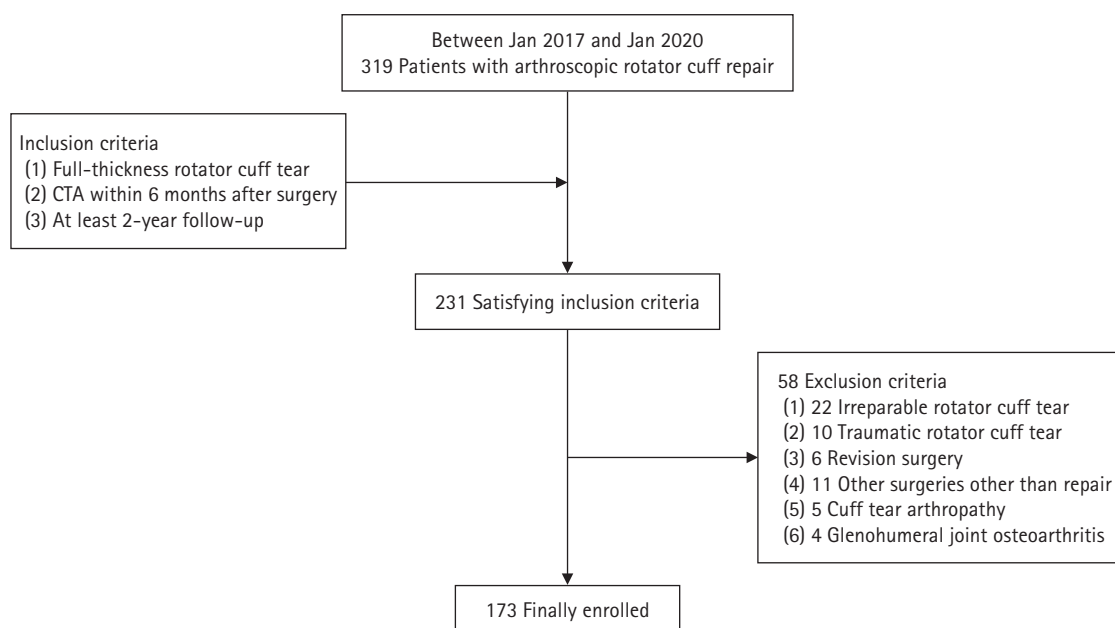 Between Jan 2017 and Jan 2020
319 Patients with arthroscopic rotator cuff repair
Inclusion criteria
(1) Full-thickness rotator cuff tear
(2) CTA within 6 months after surgery
(3) At least 2-year follow-up
231 Satisfying inclusion criteria
58 Exclusion criteria
(1) 22 Irreparable rotator cuff tear
(2) 10 Traumatic rotator cuff tear
(3) 6 Revision surgery
(4) 11 Other surgeries other than repair
(5) 5 Cuff tear arthropathy
(6) 4 Glenohumeral joint osteoarthritis
173 Finally enrolled